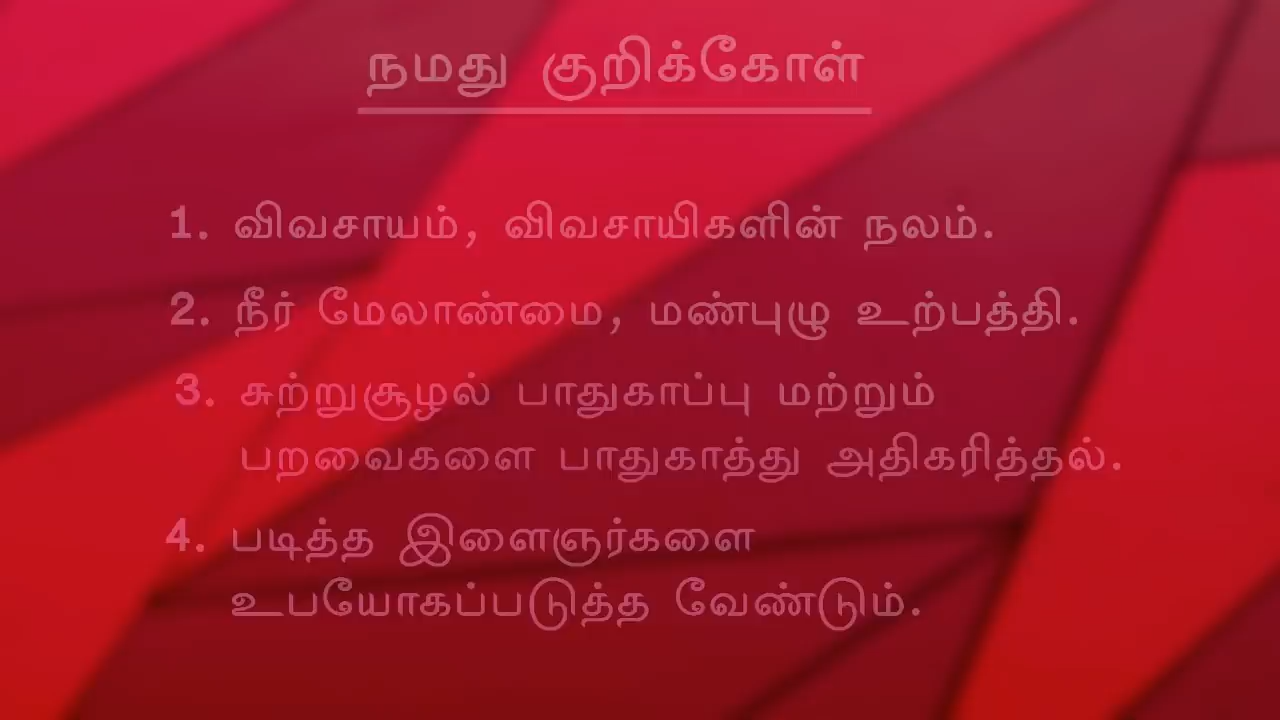 நமது குறிக்கோள்
1. விவசாயம், விவசாயிகளின் நலம்.
2. நீர் மேலாண்மை, மண்புழு உற்பத்தி.
3. சுற்றுசூழல் பாதுகாப்பு மற்றும்
பறவைகளை பாதுகாத்து அதிகரித்தல்.
4. படித்த இளைஞர்களை
உபயோகப்படுத்த வேண்டும்.